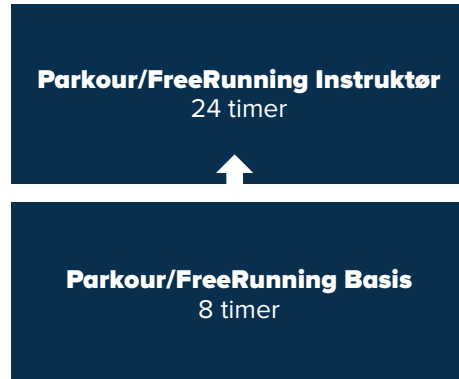 Parkour/FreeRunning Instruktør
24 timer
Parkour/FreeRunning Basis
8 timer